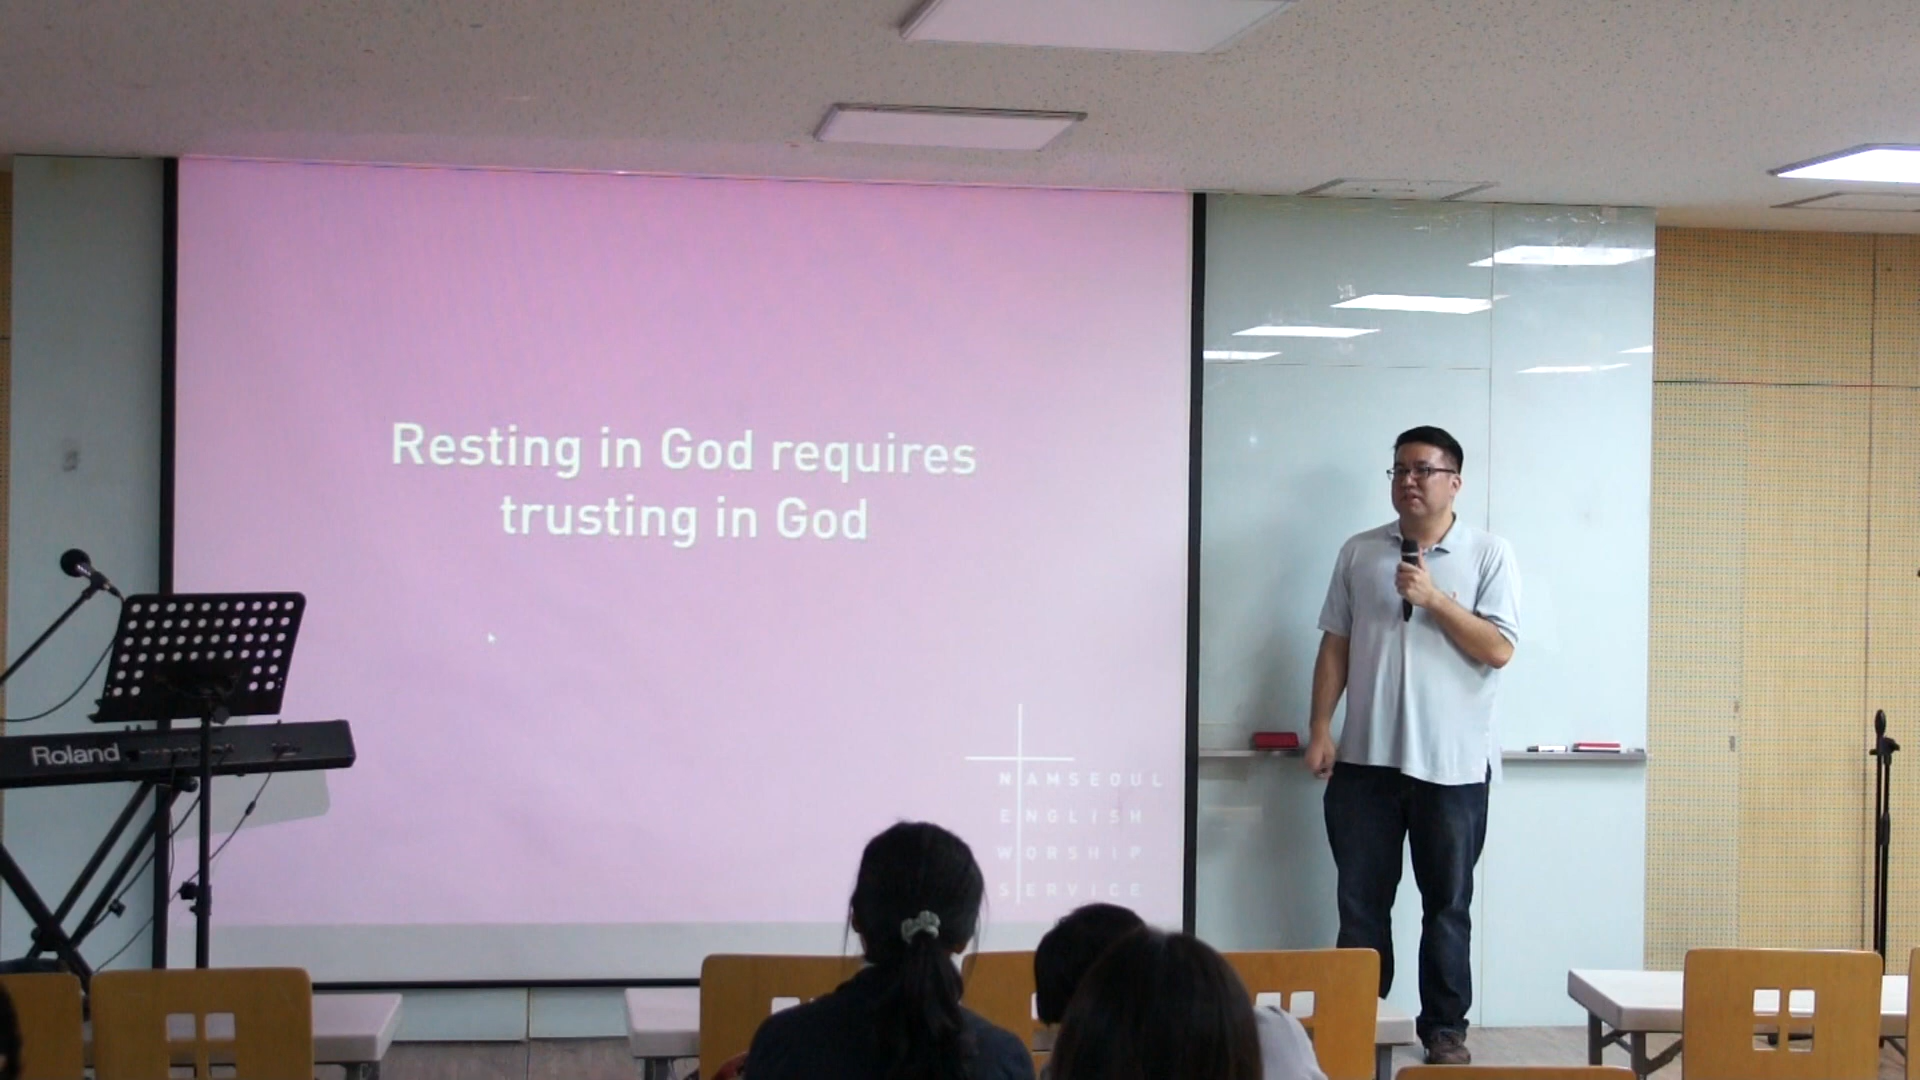 Resting in God requires
trusting in God
NAMSEOUL
ENGLISH
WORSHIP
SERVICE
Roland